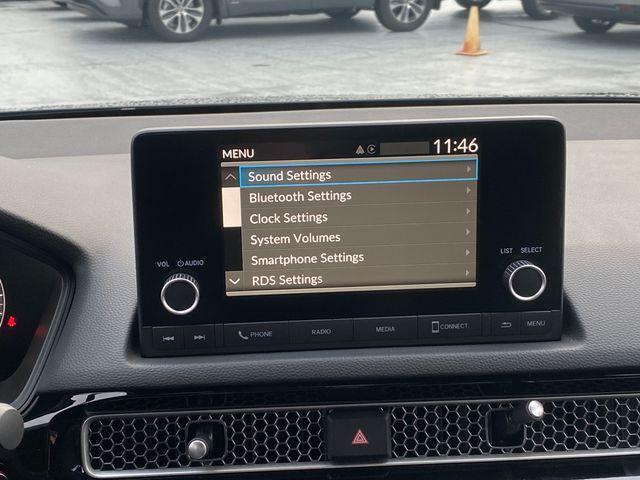 MENU 11:46
Sound Settings
Bluetooth Settings
Clock Settings
System Volumes
Smartphone Settings
RDS Settings
VOL AUDIO
LIST SELECT
PHONE RADIO MEDIA CONNECT MENU